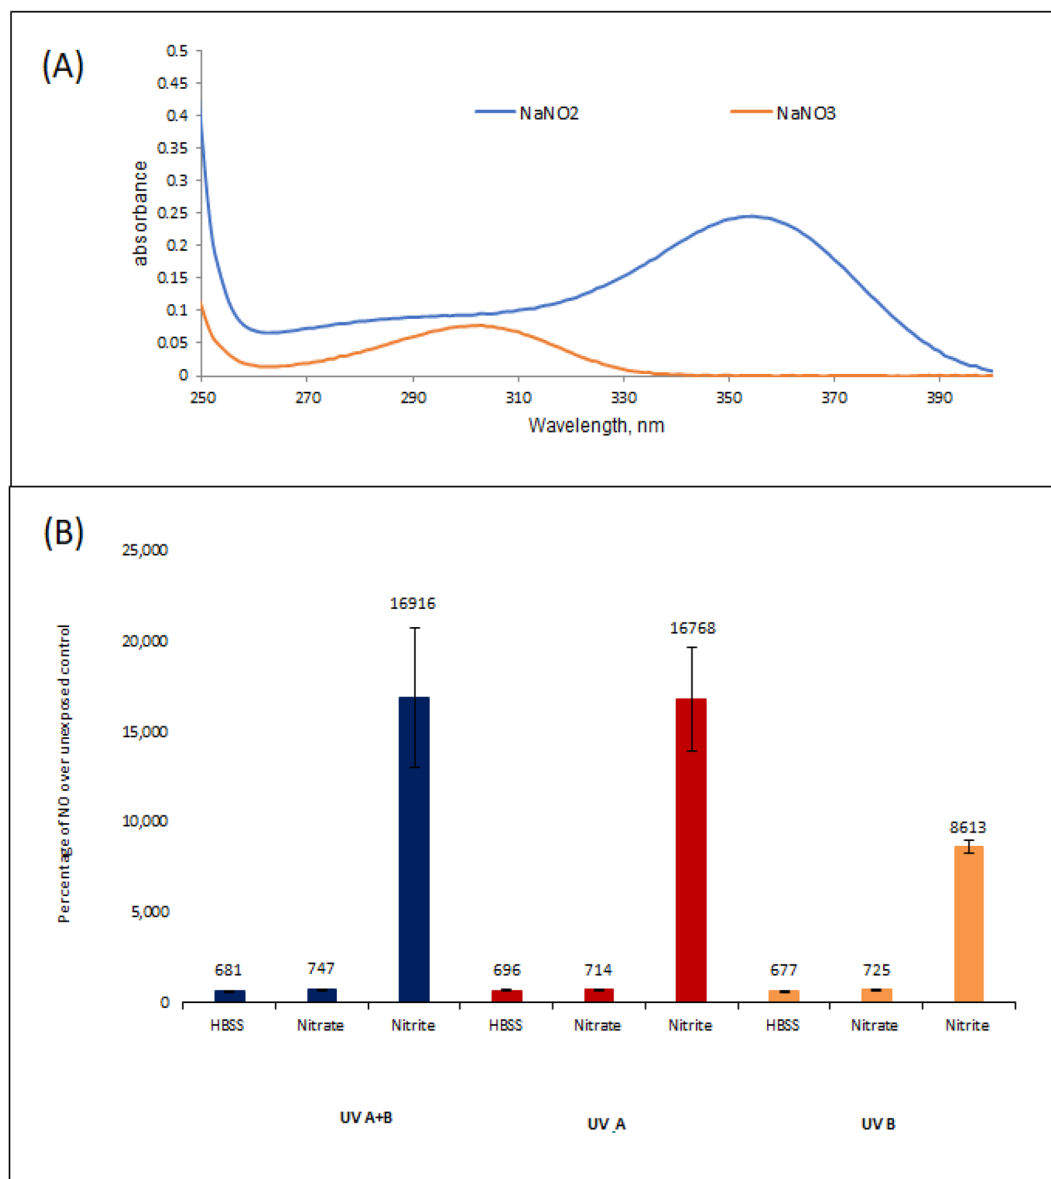 (A)
0.5
0.45
0.4
0.35
0.3
0.25
0.2
0.15
0.1
0.05
0
absorbance
NaNO2 NaNO3
250 270 290 310 330 350 370 390
Wavelength, nm
(B)
25,000
20,000
15,000
10,000
5,000
0
Percentage of NO over unexposed control
681 747 16916 696 714 16768 677 725 8613
HBSS Nitrate Nitrite HBSS Nitrate Nitrite HBSS Nitrate Nitrite
UV A+B UV_A UV B